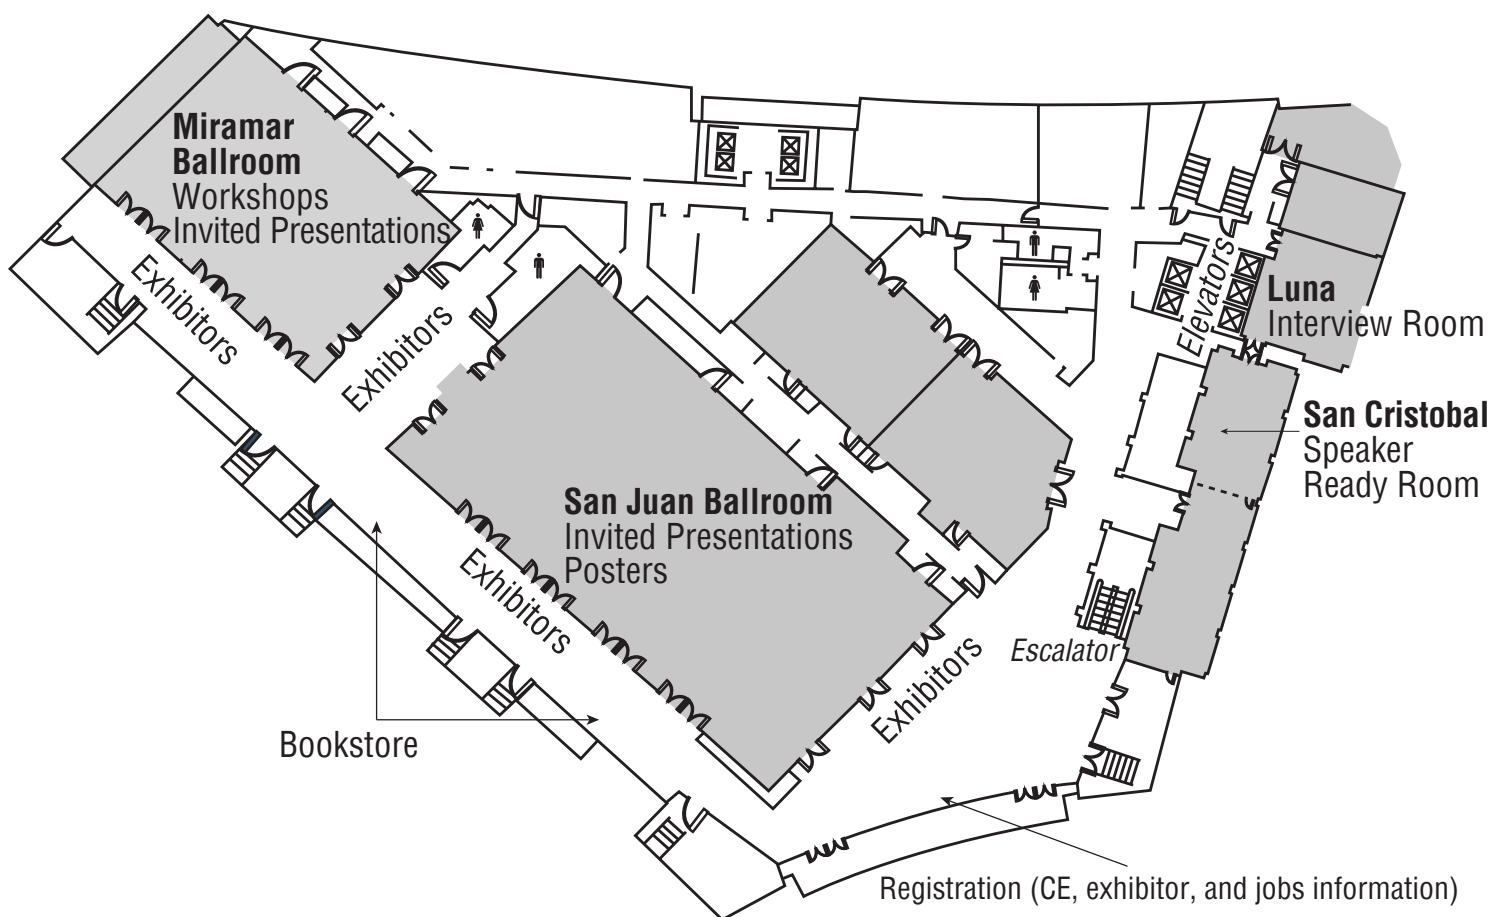 Miramar
Ballroom
Workshops
Invited Presentations
Exhibitors
Exhibitors
Elevators
Luna
Interview Room
San Cristobal
Speaker
Ready Room
San Juan Ballroom
Invited Presentations
Posters
Exhibitors
Exhibitors
Escalator
Bookstore
Registration (CE, exhibitor, and jobs information)